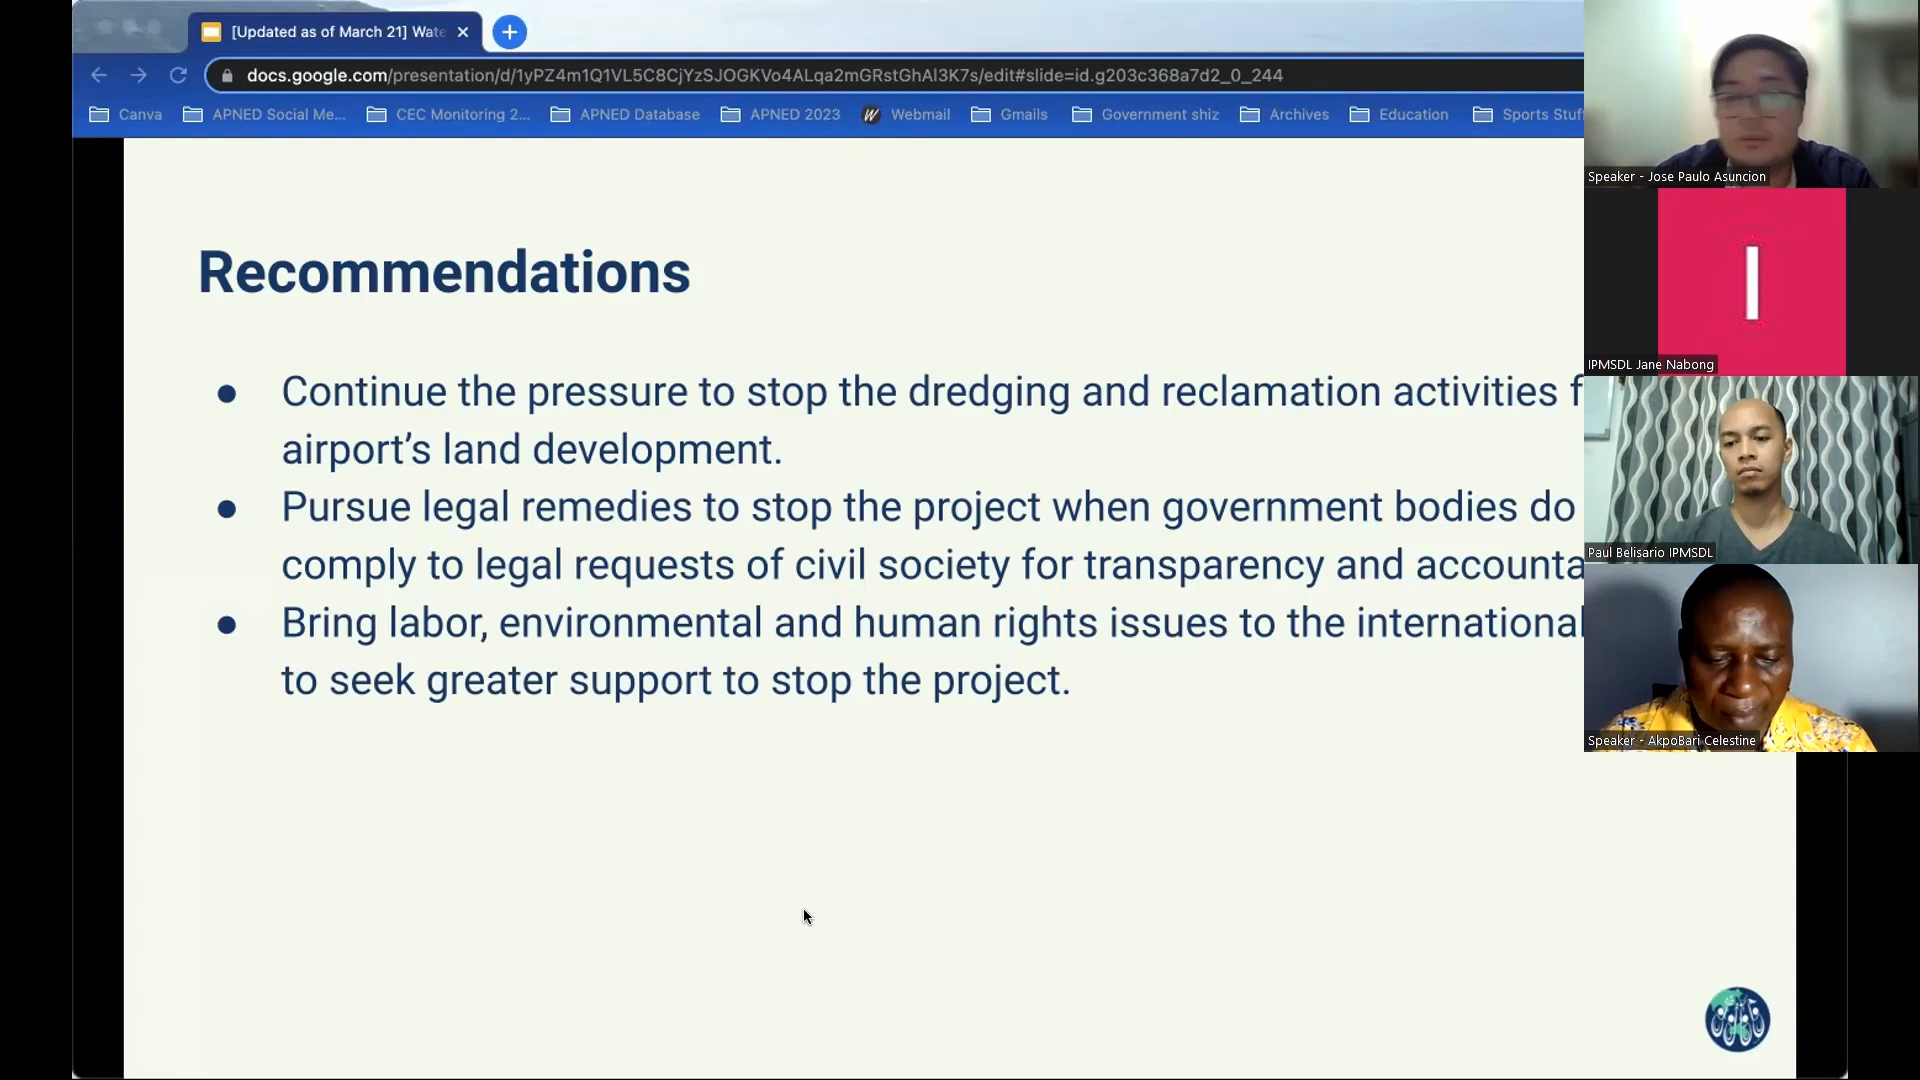 [Updated as of March 21] Wate
docs.google.com/presentation/d/1yPZ4m1Q1VL5C8CjYzSJOGKVo4ALqa2mGRstGhAl3K7s/edit#slide=id.g203c368a7d2_0_244
Canva APNED Social Me... CEC Monitoring 2... APNED Database APNED 2023 Webmail Gmails Government shiz Archives Education Sports Stuff
Recommendations
● Continue the pressure to stop the dredging and reclamation activities f
airport’s land development.
● Pursue legal remedies to stop the project when government bodies do
comply to legal requests of civil society for transparency and accounta
● Bring labor, environmental and human rights issues to the international
to seek greater support to stop the project.
Speaker - Jose Paulo Asuncion
I
IPMSDL Jane Nabong
Paul Belisario IPMSDL
Speaker - AkpoBari Celestine